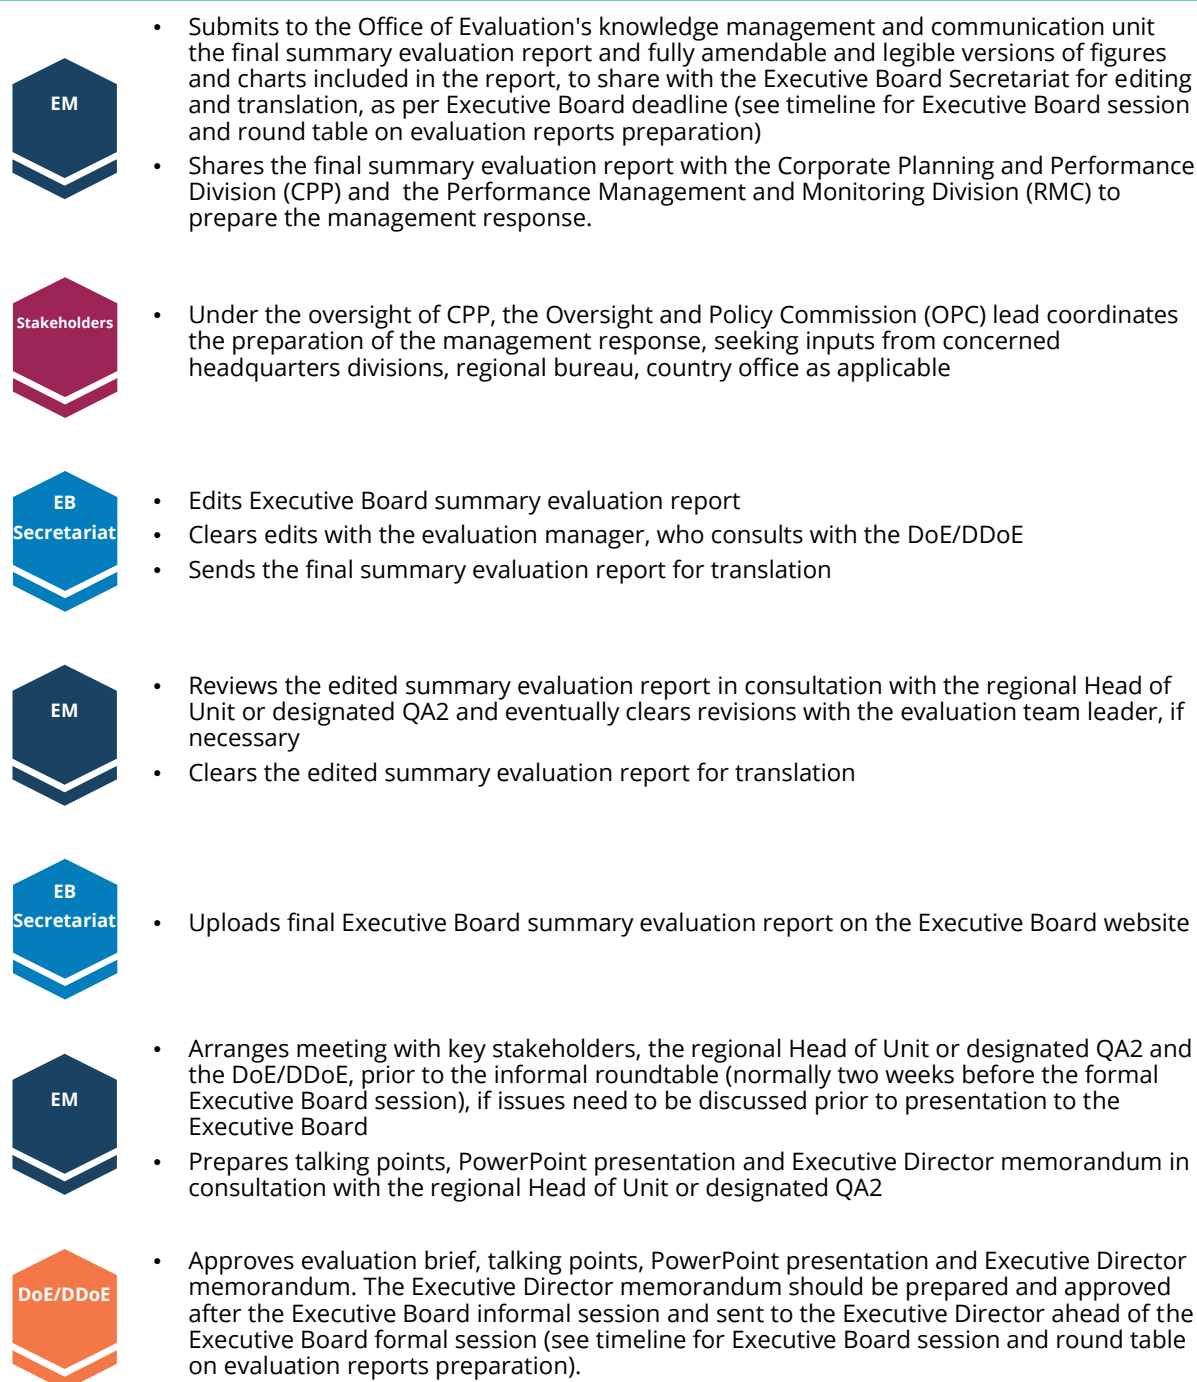 • Submits to the Office of Evaluation's knowledge management and communication unit
the final summary evaluation report and fully amendable and legible versions of figures
and charts included in the report, to share with the Executive Board Secretariat for editing
EM
and translation, as per Executive Board deadline (see timeline for Executive Board session
and round table on evaluation reports preparation)
• Shares the final summary evaluation report with the Corporate Planning and Performance
Division (CPP) and  the Performance Management and Monitoring Division (RMC) to
prepare the management response.
Stakeholders
• Under the oversight of CPP, the Oversight and Policy Commission (OPC) lead coordinates
the preparation of the management response, seeking inputs from concerned
headquarters divisions, regional bureau, country office as applicable
EB
Secretariat
• Edits Executive Board summary evaluation report
• Clears edits with the evaluation manager, who consults with the DoE/DDoE
• Sends the final summary evaluation report for translation
EM
• Reviews the edited summary evaluation report in consultation with the regional Head of
Unit or designated QA2 and eventually clears revisions with the evaluation team leader, if
necessary
• Clears the edited summary evaluation report for translation
EB
Secretariat
• Uploads final Executive Board summary evaluation report on the Executive Board website
EM
• Arranges meeting with key stakeholders, the regional Head of Unit or designated QA2 and
the DoE/DDoE, prior to the informal roundtable (normally two weeks before the formal
Executive Board session), if issues need to be discussed prior to presentation to the
Executive Board
• Prepares talking points, PowerPoint presentation and Executive Director memorandum in
consultation with the regional Head of Unit or designated QA2
DoE/DDoE
• Approves evaluation brief, talking points, PowerPoint presentation and Executive Director
memorandum. The Executive Director memorandum should be prepared and approved
after the Executive Board informal session and sent to the Executive Director ahead of the
Executive Board formal session (see timeline for Executive Board session and round table
on evaluation reports preparation).